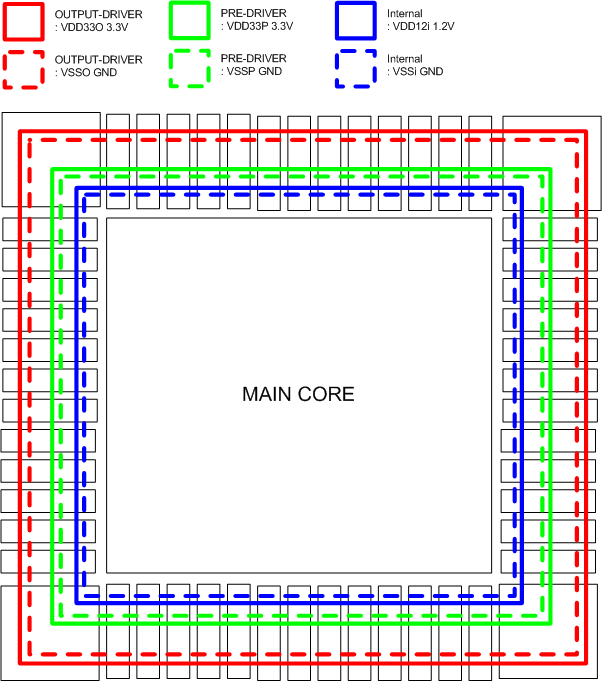 OUTPUT-DRIVER
: VDD33O 3.3V
PRE-DRIVER
: VDD33P 3.3V
Internal
: VDD12i 1.2V
OUTPUT-DRIVER
: VSSO GND
PRE-DRIVER
: VSSP GND
Internal
: VSSi GND
MAIN CORE